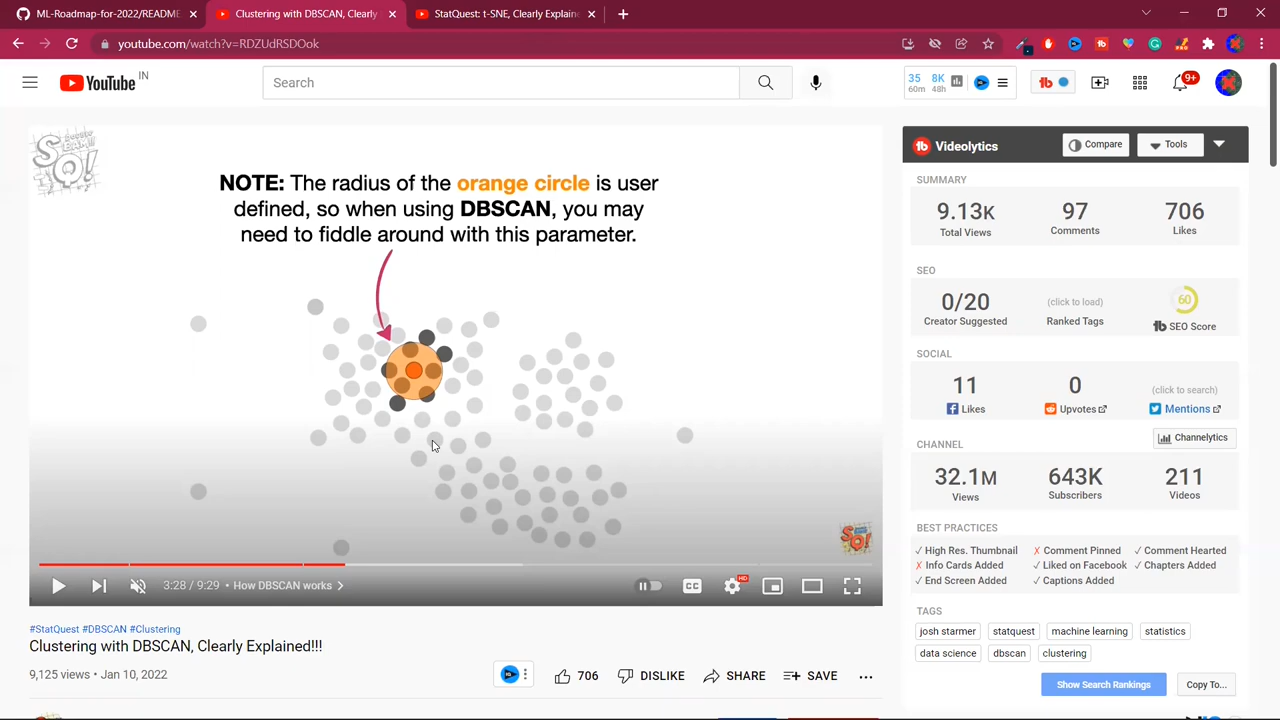 ML-Roadmap-for-2022/README
Clustering with DBSCAN, Clearly
StatQuest: t-SNE, Clearly Explain
youtube.com/watch?v=RDZUdRSDOok
YouTube IN
Search
35 60m
8K 48h
9+
SQ!
NOTE: The radius of the orange circle is user
defined, so when using DBSCAN, you may
need to fiddle around with this parameter.
SQ!
3:28 / 9:29 • How DBSCAN works
CC
HD
#StatQuest #DBSCAN #Clustering
Clustering with DBSCAN, Clearly Explained!!!
9,125 views • Jan 10, 2022
706
DISLIKE
SHARE
SAVE
Videolytics
Compare
Tools
SUMMARY
9.13K 97 706
Total Views Comments Likes
SEO
0/20 (click to load) 60
Creator Suggested Ranked Tags SEO Score
SOCIAL
11 0 (click to search)
Likes Upvotes Mentions
CHANNEL
Channelytics
32.1M 643K 211
Views Subscribers Videos
BEST PRACTICES
✓ High Res. Thumbnail ✗ Comment Pinned ✓ Comment Hearted
✗ Info Cards Added ✓ Liked on Facebook ✓ Chapters Added
✓ End Screen Added ✓ Captions Added
TAGS
josh starmer statquest machine learning statistics
data science dbscan clustering
Show Search Rankings Copy To...